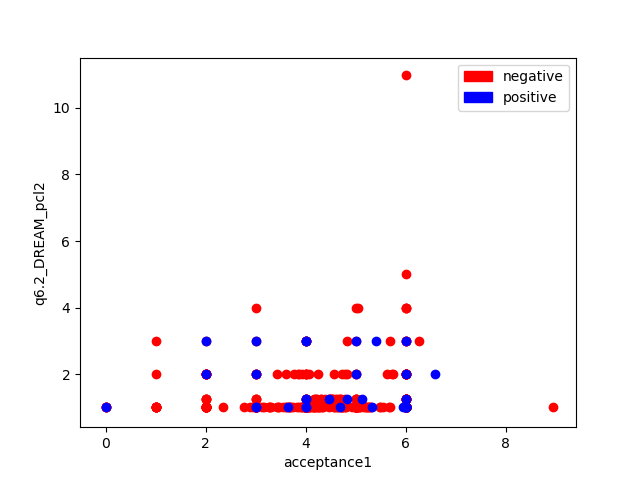 negative
positive
10
8
6
4
2
q6.2_DREAM_pcl2
0 2 4 6 8
acceptance1